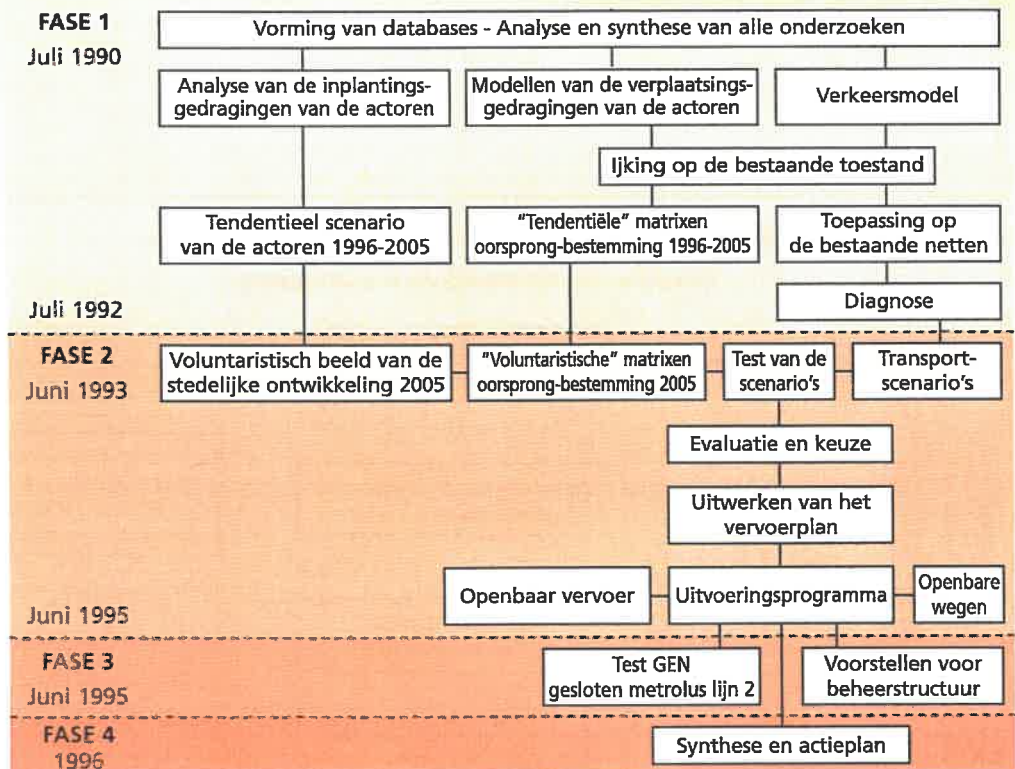 FASE 1
Juli 1990
Vorming van databases - Analyse en synthese van alle onderzoeken
Analyse van de inplantings-
gedragingen van de actoren
Modellen van de verplaatsings-
gedragingen van de actoren
Verkeersmodel
Ijking op de bestaande toestand
Tendentieel scenario
van de actoren 1996-2005
"Tendentiële" matrixen
oorsprong-bestemming 1996-2005
Toepassing op
de bestaande netten
Juli 1992
Diagnose
FASE 2
Juni 1993
Voluntaristisch beeld van de
stedelijke ontwikkeling 2005
"Voluntaristische" matrixen
oorsprong-bestemming 2005
Test van de
scenario's
Transport-
scenario's
Evaluatie en keuze
Uitwerken van het
vervoerplan
Openbaar vervoer
Uitvoeringsprogramma
Openbare
wegen
Juni 1995
FASE 3
Juni 1995
Test GEN
gesloten metrolus lijn 2
Voorstellen voor
beheerstructuur
FASE 4
1996
Synthese en actieplan